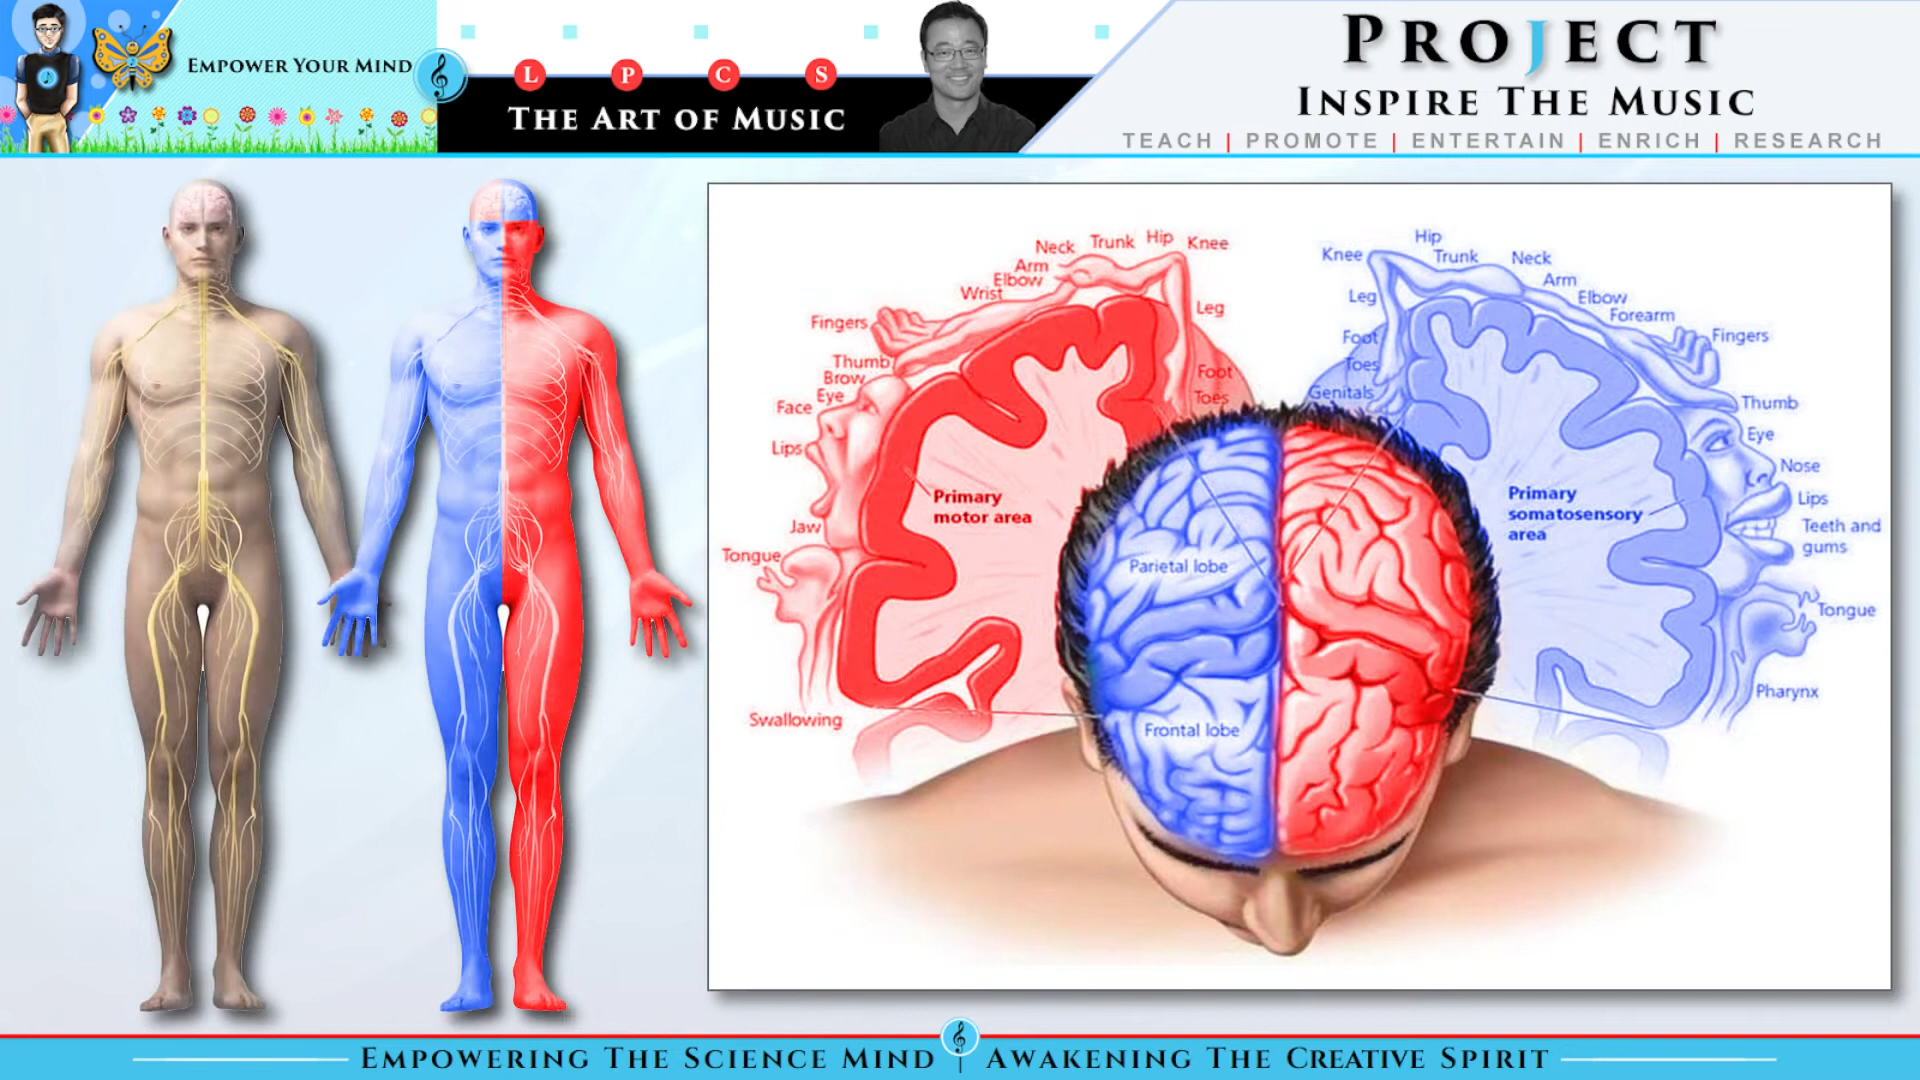 EMPOWER YOUR MIND
L P C S
THE ART OF MUSIC
PROJECT
INSPIRE THE MUSIC
TEACH | PROMOTE | ENTERTAIN | ENRICH | RESEARCH
Neck
Trunk
Hip
Knee
Arm
Elbow
Wrist
Leg
Fingers
Thumb
Brow
Eye
Face
Foot
Toes
Lips
Primary
motor area
Jaw
Tongue
Swallowing
Hip
Knee
Trunk
Neck
Arm
Leg
Elbow
Forearm
Foot
Fingers
Toes
Genitals
Thumb
Eye
Nose
Primary
somatosensory
area
Lips
Teeth and
gums
Tongue
Pharynx
Parietal lobe
Frontal lobe
EMPOWERING THE SCIENCE MIND | AWAKENING THE CREATIVE SPIRIT